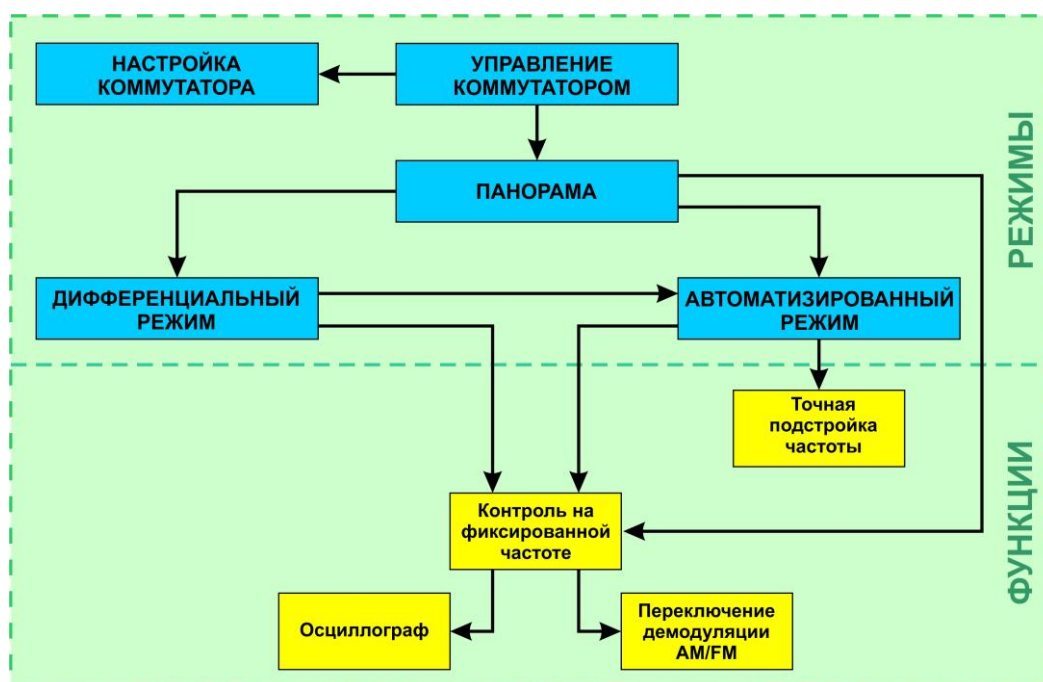 НАСТРОЙКА
КОММУТАТОРА
УПРАВЛЕНИЕ
КОММУТАТОРОМ
ПАНОРАМА
ДИФФЕРЕНЦИАЛЬНЫЙ
РЕЖИМ
АВТОМАТИЗИРОВАННЫЙ
РЕЖИМ
РЕЖИМЫ
Точная
подстройка
частоты
Контроль на
фиксированной
частоте
Осциллограф
Переключение
демодуляции
AM/FM
ФУНКЦИИ